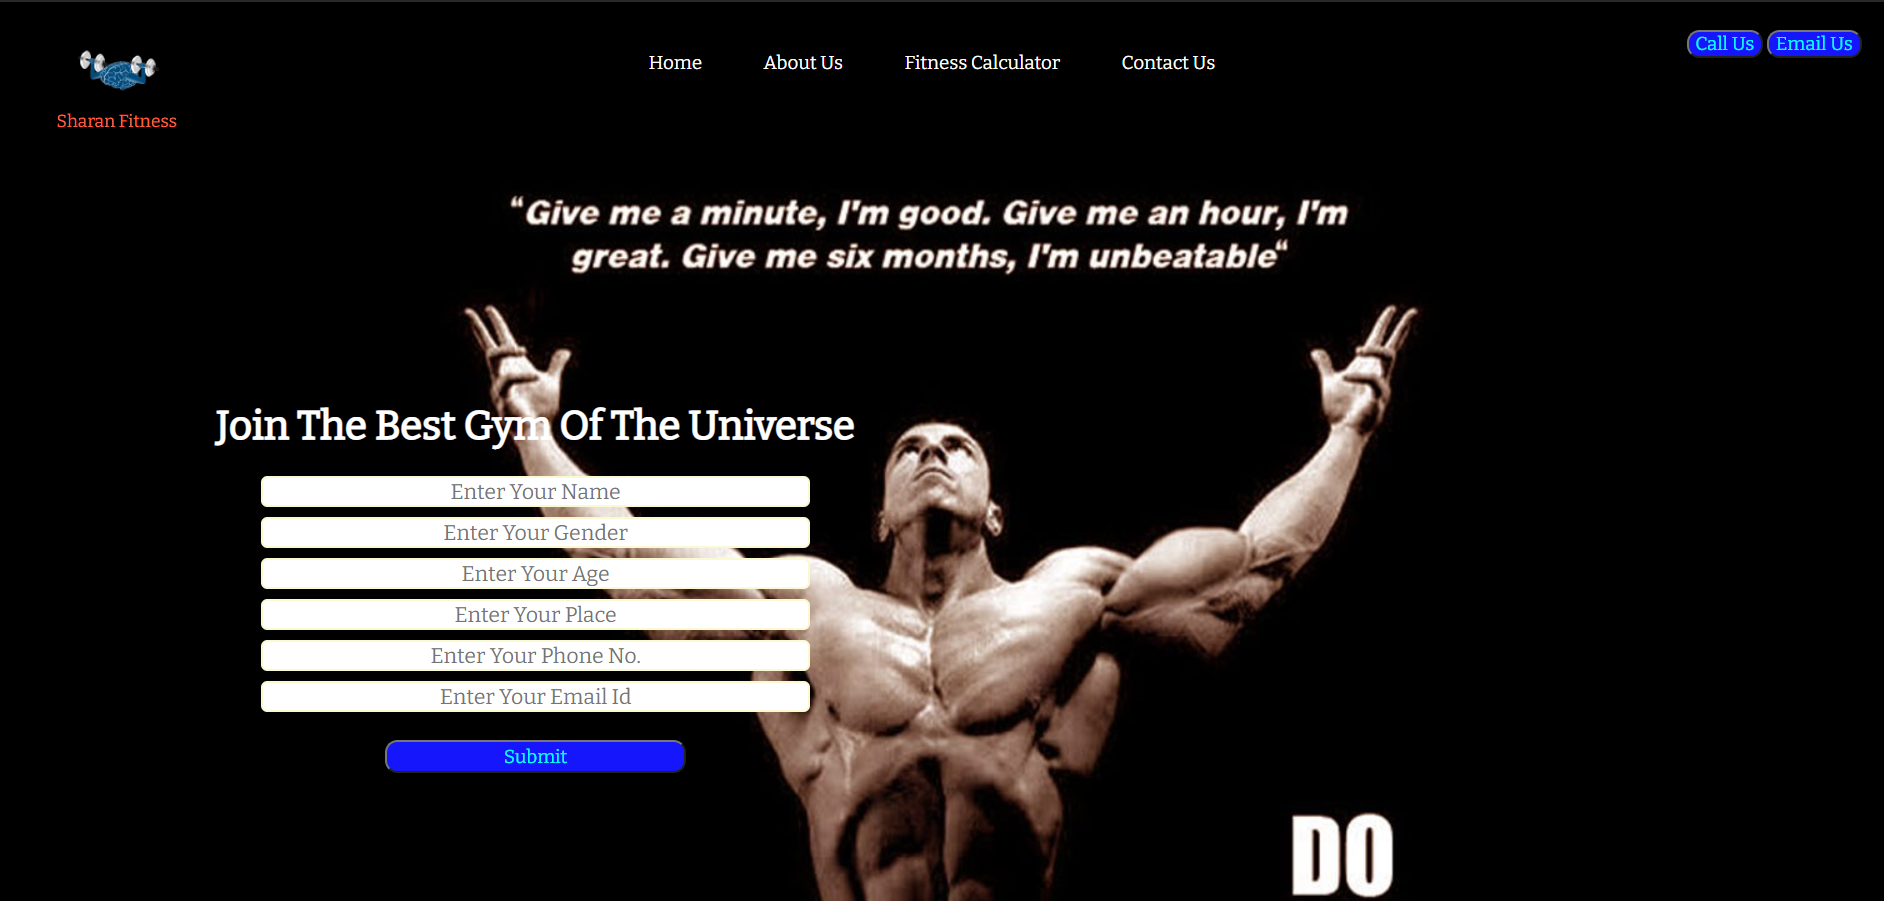 Home About Us Fitness Calculator Contact Us
Call Us Email Us
Sharan Fitness
“Give me a minute, I'm good. Give me an hour, I'm
great. Give me six months, I'm unbeatable“
Join The Best Gym Of The Universe
Enter Your Name
Enter Your Gender
Enter Your Age
Enter Your Place
Enter Your Phone No.
Enter Your Email Id
Submit
DO